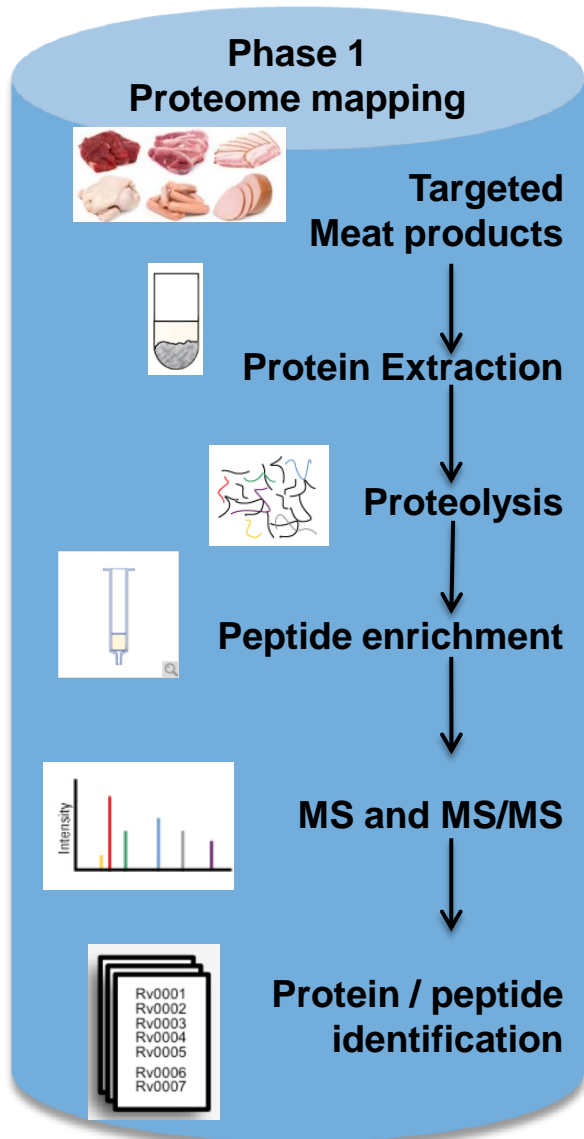 Phase 1
Proteome mapping
Targeted
Meat products
Protein Extraction
Proteolysis
Peptide enrichment
MS and MS/MS
Intensity
Protein / peptide
identification
Rv0001
Rv0002
Rv0003
Rv0004
Rv0005
Rv0006
Rv0007